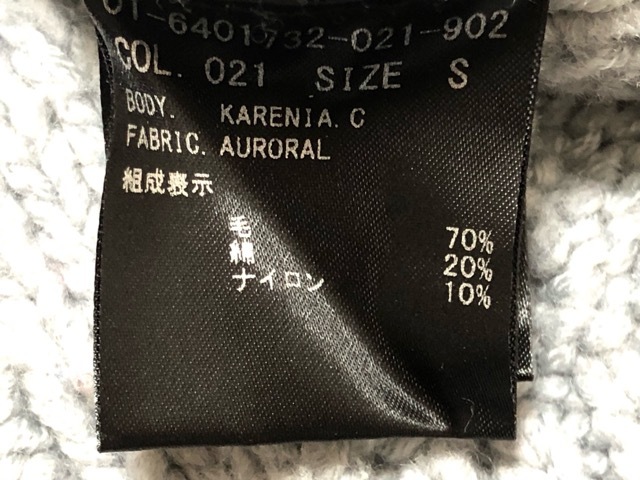 01-6401732-021-902
COL. 021 SIZE S
BODY. KARENIA.C
FABRIC. AURORAL
組成表示
毛 70%
絹 20%
ナイロン 10%